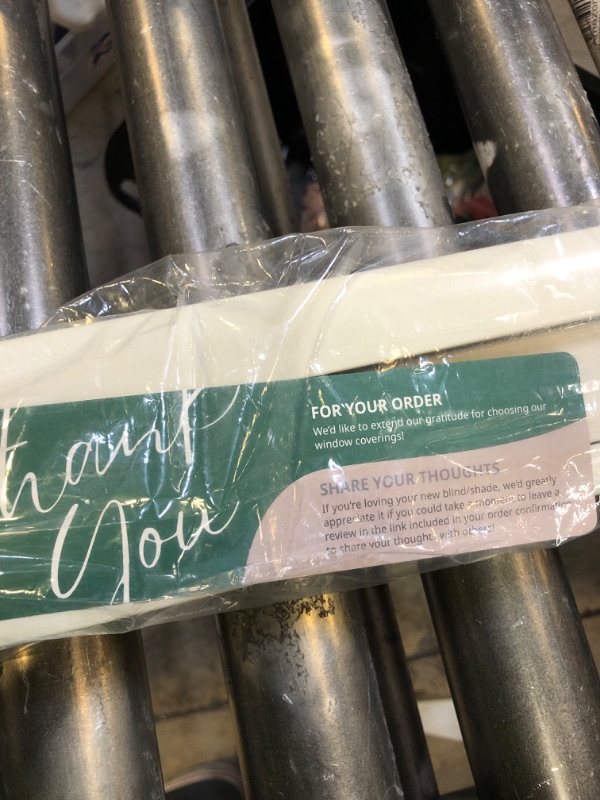 Thank
You
FOR YOUR ORDER
We'd like to extend our gratitude for choosing our
window coverings!
SHARE YOUR THOUGHTS
If you're loving your new blind/shade, we'd greatly
appreciate it if you could take a moment to leave a
review in the link included in your order confirmation
to share your thoughts with others!